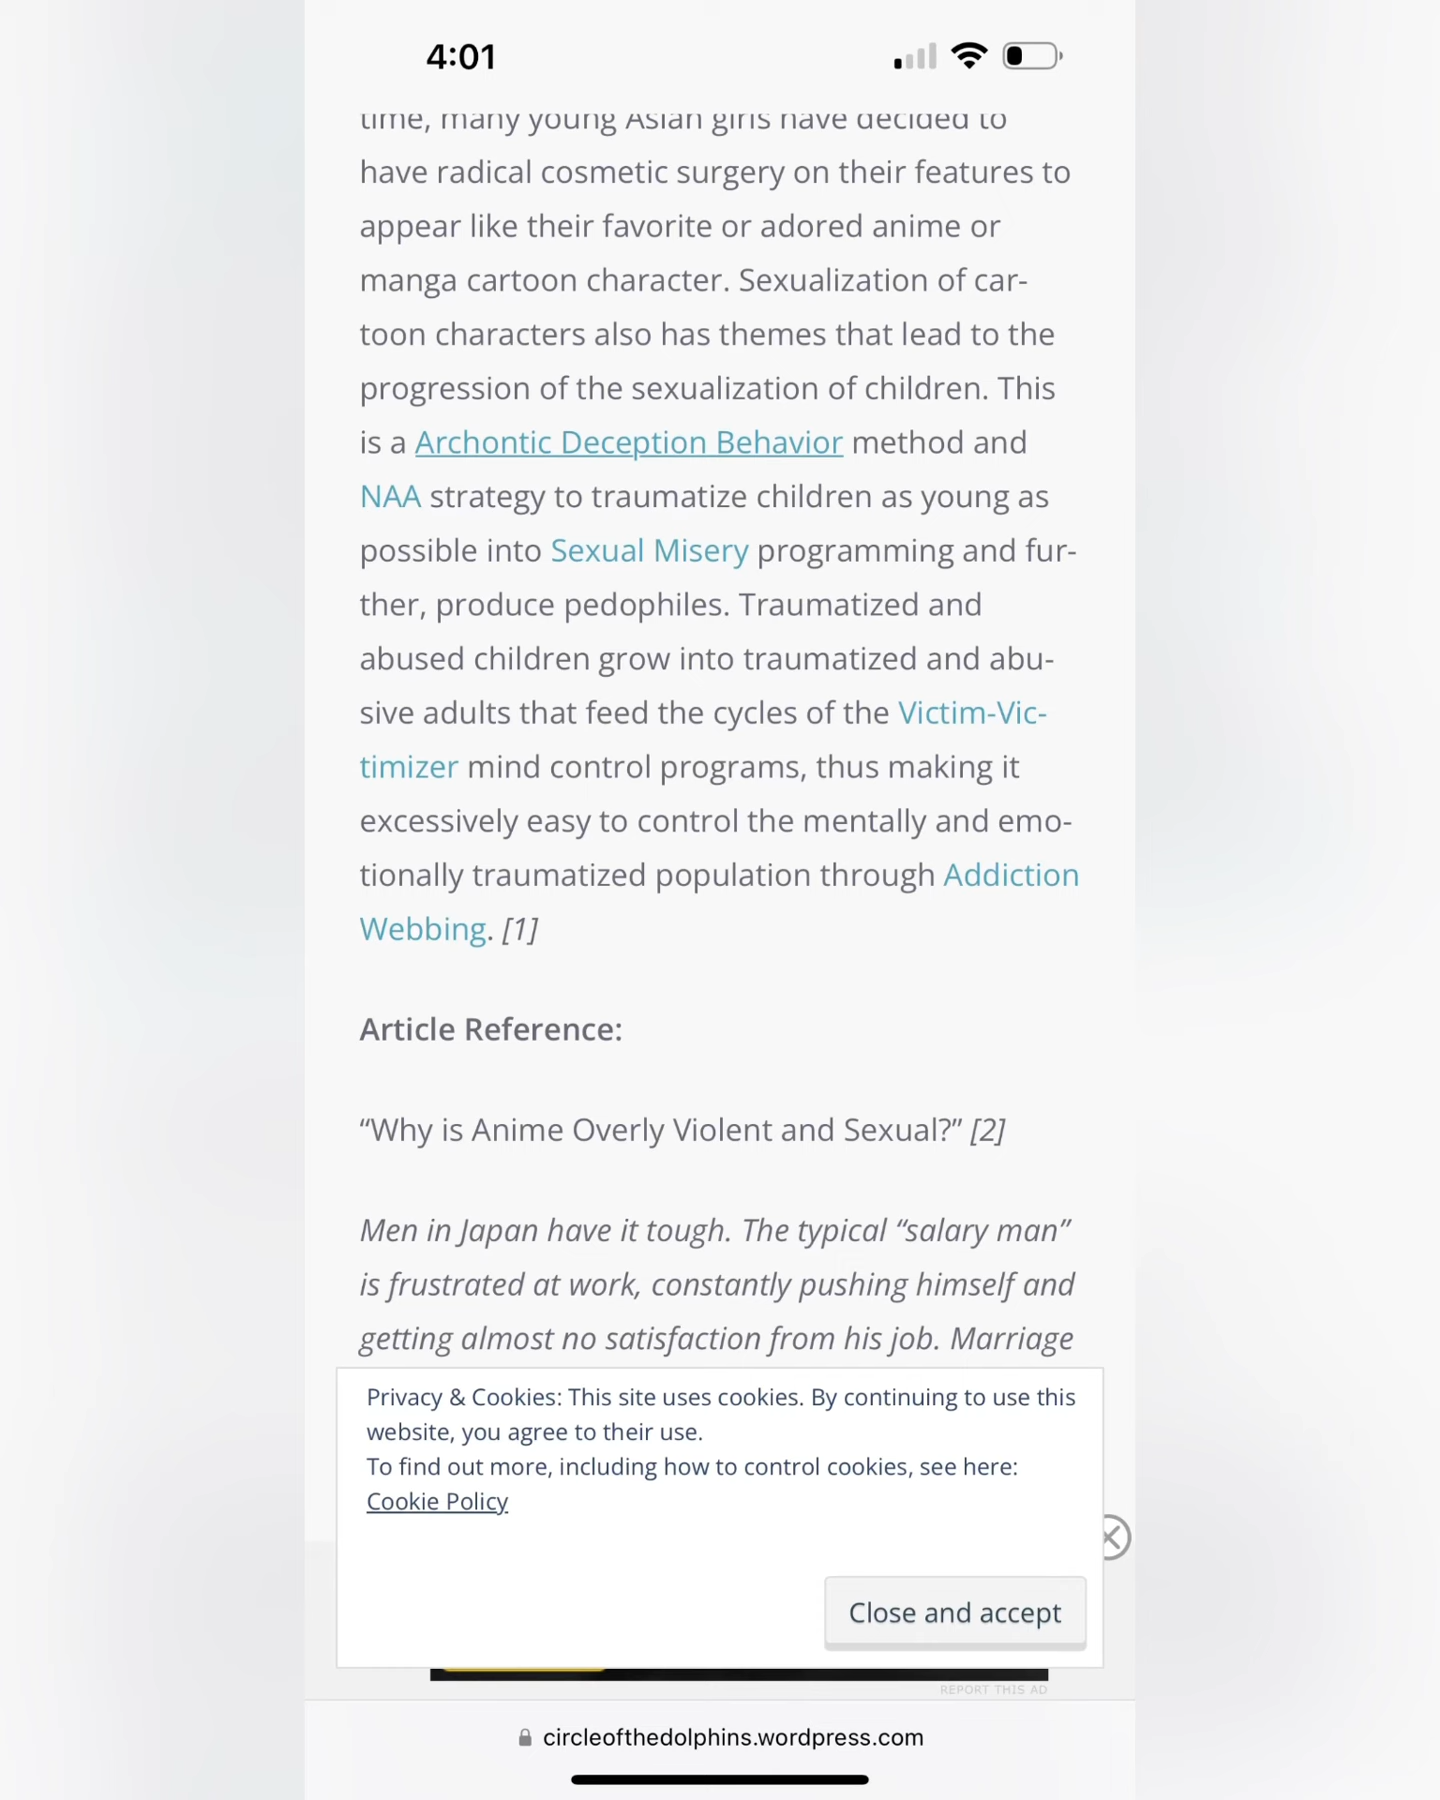 4:01
time, many young Asian girls have decided to
have radical cosmetic surgery on their features to
appear like their favorite or adored anime or
manga cartoon character. Sexualization of car-
toon characters also has themes that lead to the
progression of the sexualization of children. This
is a Archontic Deception Behavior method and
NAA strategy to traumatize children as young as
possible into Sexual Misery programming and fur-
ther, produce pedophiles. Traumatized and
abused children grow into traumatized and abu-
sive adults that feed the cycles of the Victim-Vic-
timizer mind control programs, thus making it
excessively easy to control the mentally and emo-
tionally traumatized population through Addiction
Webbing. [1]
Article Reference:
“Why is Anime Overly Violent and Sexual?” [2]
Men in Japan have it tough. The typical “salary man”
is frustrated at work, constantly pushing himself and
getting almost no satisfaction from his job. Marriage
Privacy & Cookies: This site uses cookies. By continuing to use this
website, you agree to their use.
To find out more, including how to control cookies, see here:
Cookie Policy
Close and accept
REPORT THIS AD
circleofthedolphins.wordpress.com